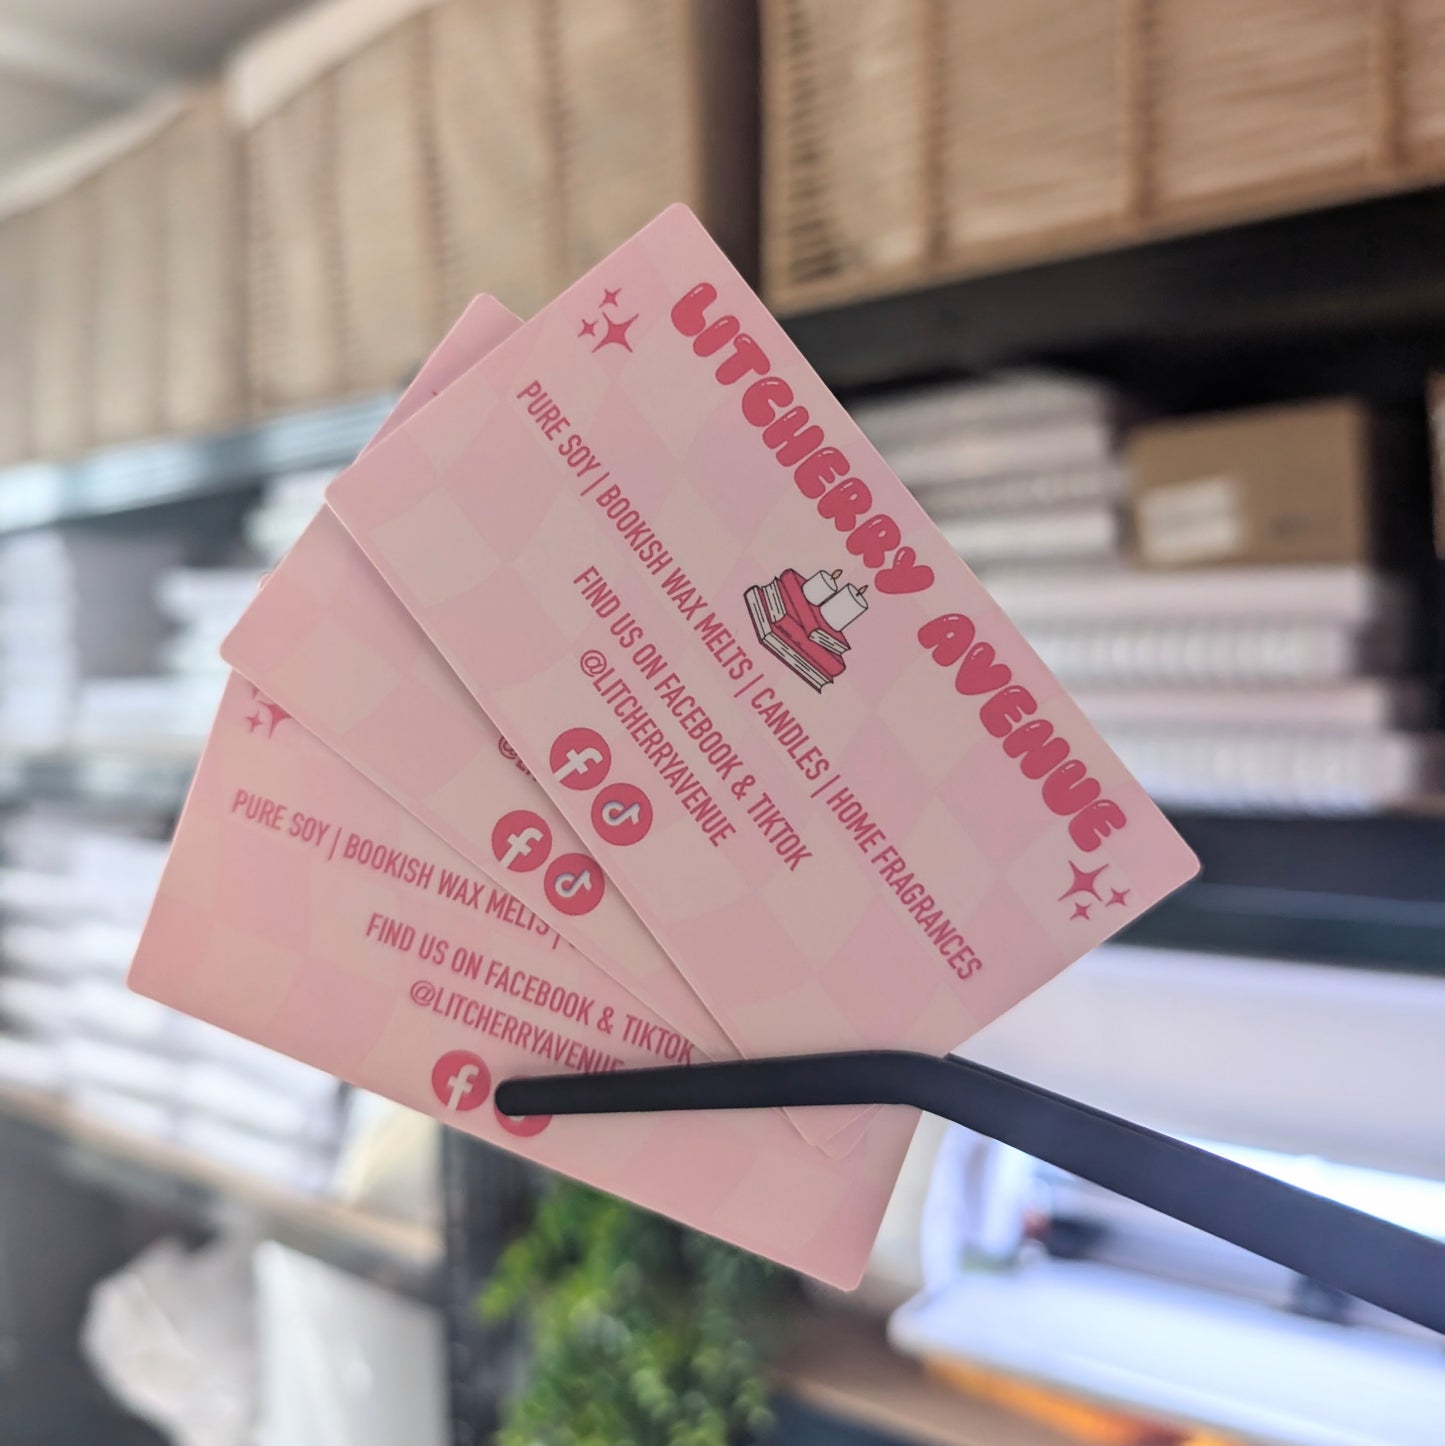 LITCHERRY AVENUE
PURE SOY | BOOKISH WAX MELTS | CANDLES | HOME FRAGRANCES
FIND US ON FACEBOOK & TIKTOK
@LITCHERRYAVENUE
PURE SOY | BOOKISH WAX MELTS |
FIND US ON FACEBOOK & TIKTOK
@LITCHERRYAVENUE